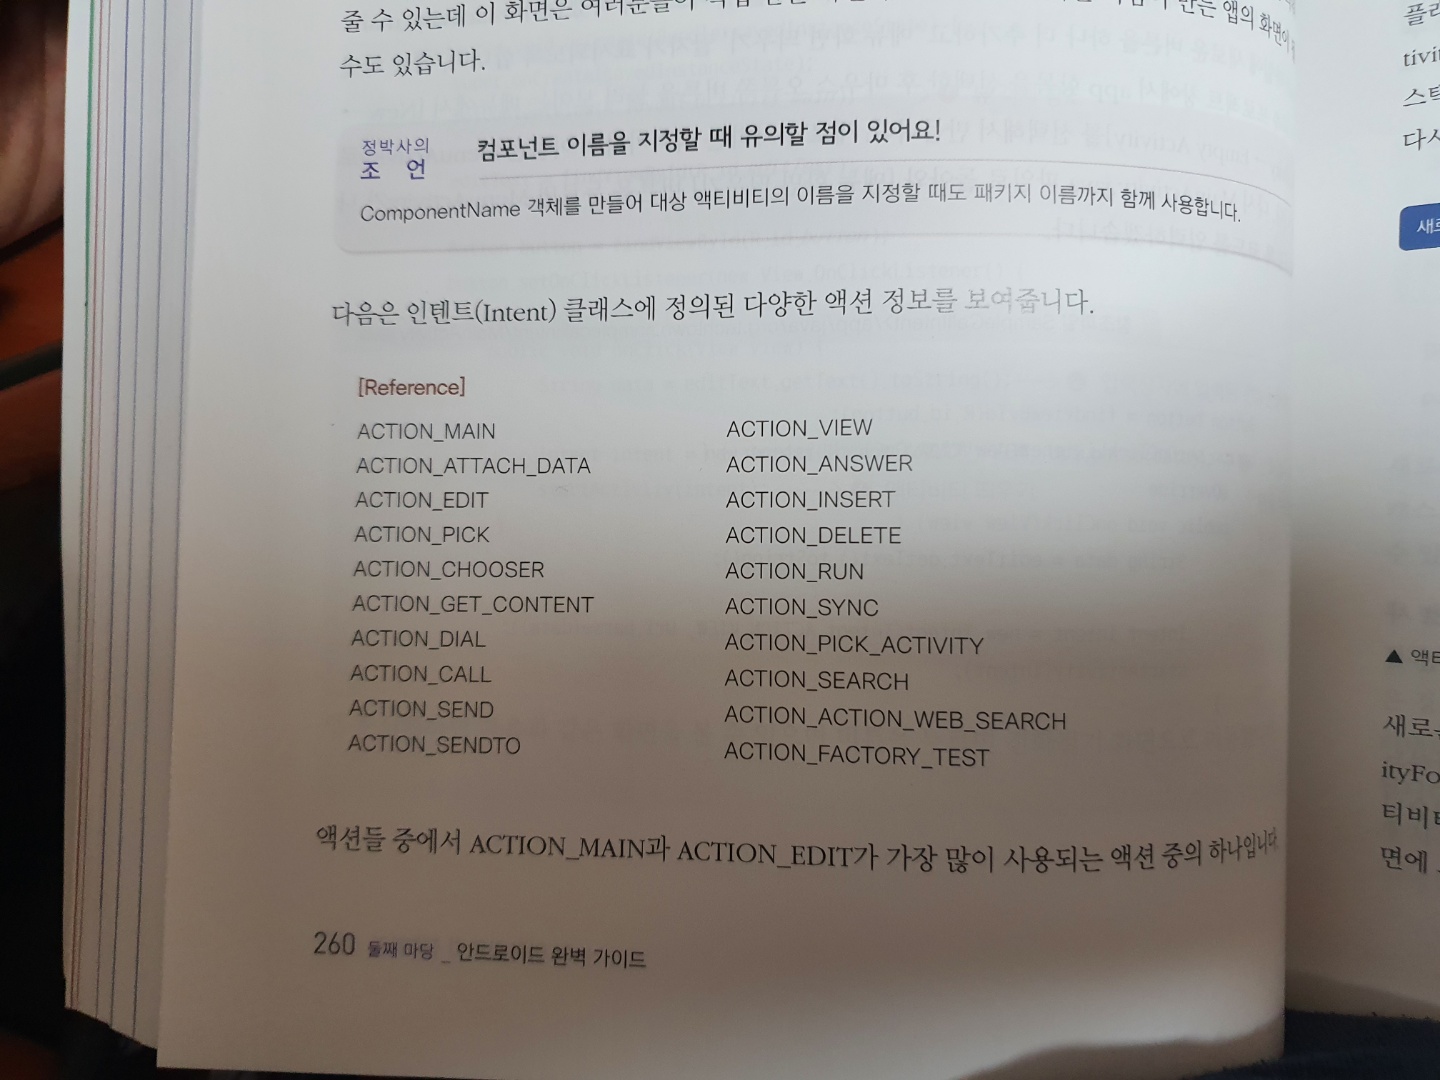 줄 수 있는데 이 화면은 여러분들이 만든 앱의 화면이
수도 있습니다.
정박사의
조 언
컴포넌트 이름을 지정할 때 유의할 점이 있어요!
ComponentName 객체를 만들어 대상 액티비티의 이름을 지정할 때도 패키지 이름까지 함께 사용합니다.
다음은 인텐트(Intent) 클래스에 정의된 다양한 액션 정보를 보여줍니다.
[Reference]
ACTION_MAIN
ACTION_ATTACH_DATA
ACTION_EDIT
ACTION_PICK
ACTION_CHOOSER
ACTION_GET_CONTENT
ACTION_DIAL
ACTION_CALL
ACTION_SEND
ACTION_SENDTO
ACTION_VIEW
ACTION_ANSWER
ACTION_INSERT
ACTION_DELETE
ACTION_RUN
ACTION_SYNC
ACTION_PICK_ACTIVITY
ACTION_SEARCH
ACTION_ACTION_WEB_SEARCH
ACTION_FACTORY_TEST
액션들 중에서 ACTION_MAIN과 ACTION_EDIT가 가장 많이 사용되는 액션 중의 하나입니다
260 둘째 마당 _ 안드로이드 완벽 가이드
플
tivi
스택
다시
새로
▲ 액티
새로운
ityFo
티비티
면에